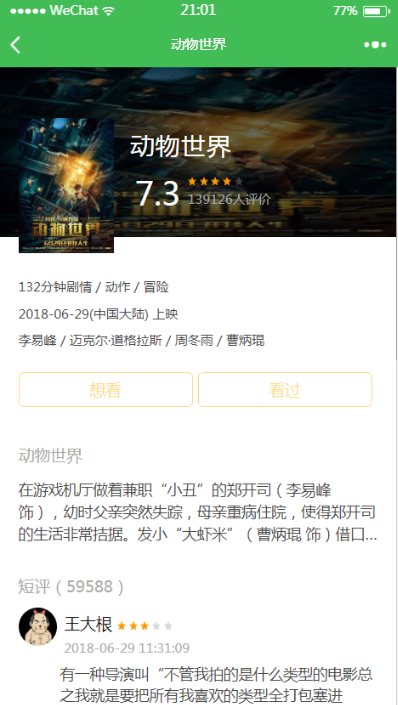 WeChat 21:01 77%
动物世界
动物世界
7.3
139126人评价
动物世界
132分钟剧情 / 动作 / 冒险
2018-06-29(中国大陆) 上映
李易峰 / 迈克尔·道格拉斯 / 周冬雨 / 曹炳琨
想看 看过
动物世界
在游戏机厅做着兼职“小丑”的郑开司（李易峰
饰），幼时父亲突然失踪，母亲重病住院，使得郑开司
的生活非常拮据。发小“大虾米”（曹炳琨 饰）借口...
短评（59588）
王大根
2018-06-29 11:31:09
有一种导演叫“不管我拍的是什么类型的电影总
之我就是要把所有我喜欢的类型全打包塞进